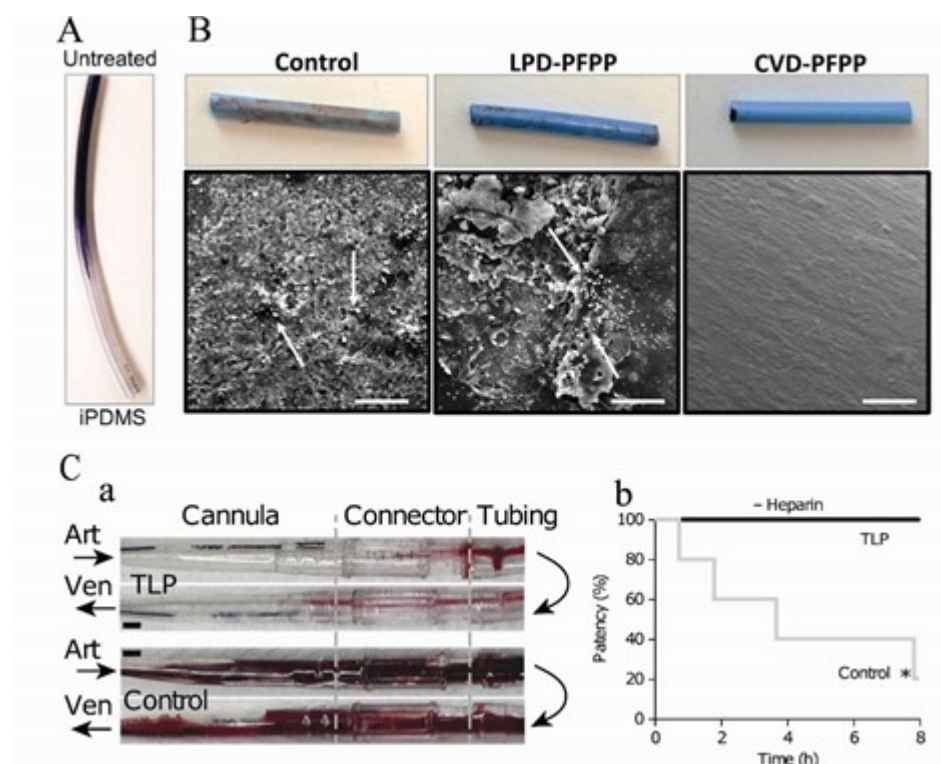 A
Untreated
iPDMS
B
Control LPD-PFPP CVD-PFPP
C
a
Cannula Connector Tubing
Art
Ven
TLP
Art
Ven
Control
b
– Heparin
TLP
Control *
Patency (%)
100
80
60
40
20
0
0 2 4 6 8
Time (h)